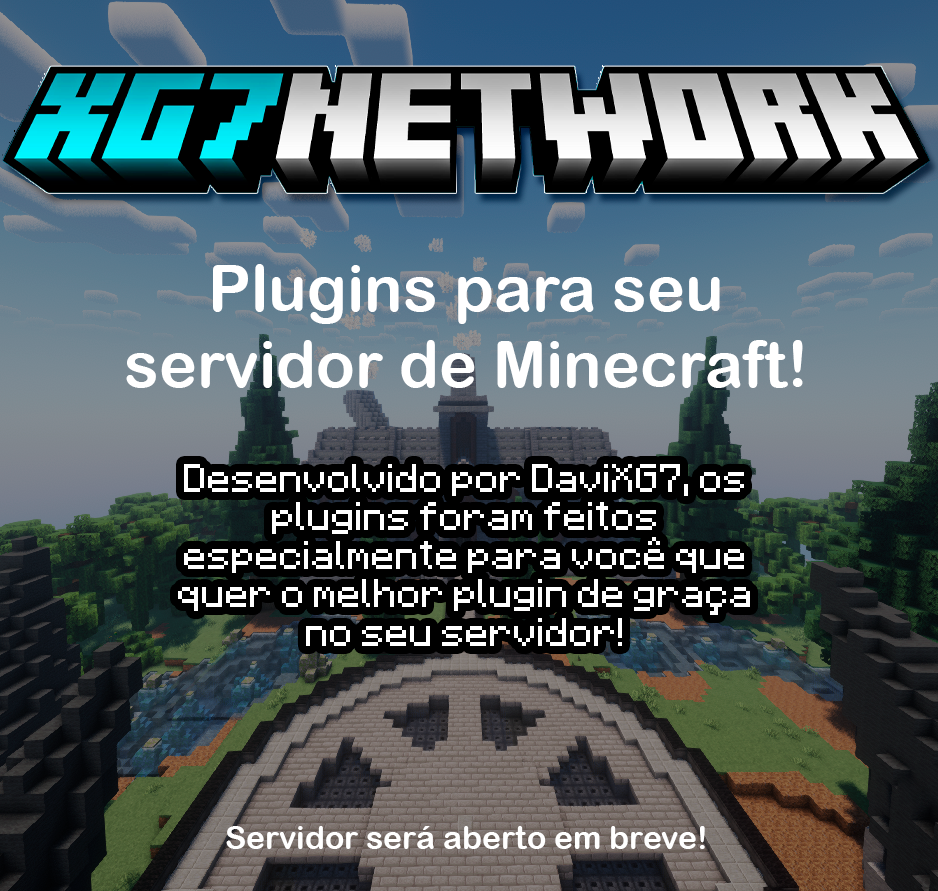 XG7NETWORK
Plugins para seu
servidor de Minecraft!
Desenvolvido por DaviXG7, os
plugins foram feitos
especialmente para você que
quer o melhor plugin de graça
no seu servidor!
Servidor será aberto em breve!